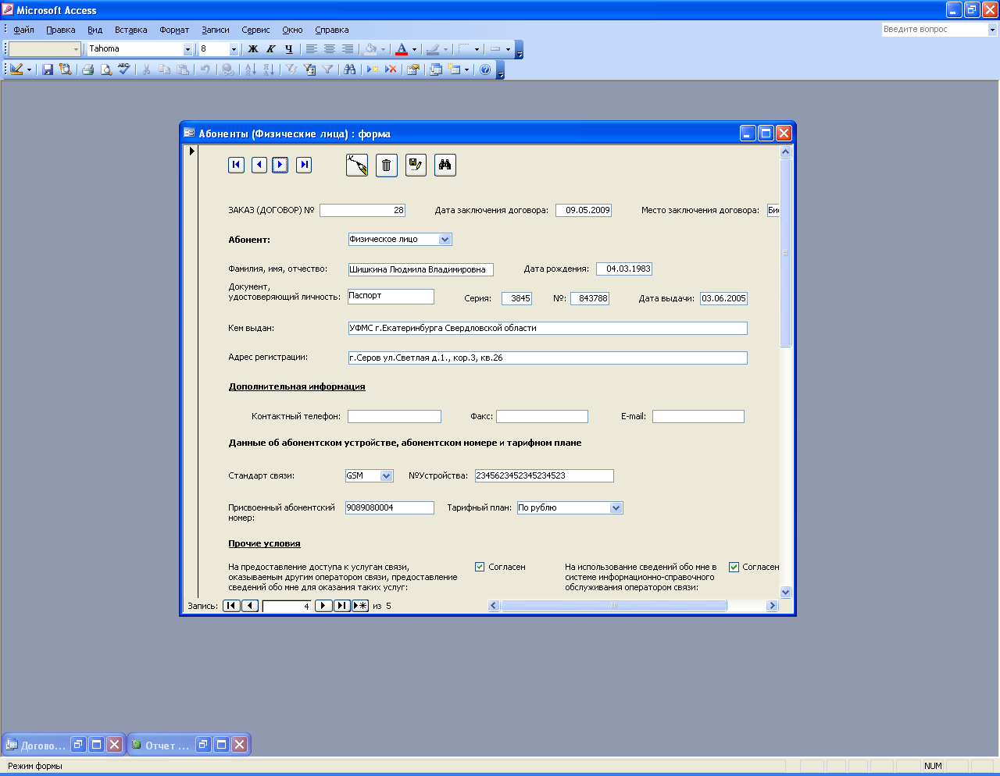 Microsoft Access
Файл Правка Вид Вставка Формат Записи Сервис Окно Справка Введите вопрос
Tahoma 8 Ж К Ч
Абоненты (Физические лица) : форма
ЗАКАЗ (ДОГОВОР) № 28 Дата заключения договора: 09.05.2009 Место заключения договора: Би
Абонент: Физическое лицо
Фамилия, имя, отчество: Шишкина Людмила Владимировна Дата рождения: 04.03.1983
Документ,
удостоверяющий личность: Паспорт Серия: 3845 №: 843788 Дата выдачи: 03.06.2005
Кем выдан: УФМС г.Екатеринбурга Свердловской области
Адрес регистрации: г.Серов ул.Светлая д.1., кор.3, кв.26
Дополнительная информация
Контактный телефон: Факс: E-mail:
Данные об абонентском устройстве, абонентском номере и тарифном плане
Стандарт связи: GSM №Устройства: 2345623452345234523
Присвоенный абонентский
номер: 9089080004 Тарифный план: По рублю
Прочие условия
На предоставление доступа к услугам связи,
оказываемым другим оператором связи, предоставление
сведений обо мне для оказания таких услуг: Согласен
На использование сведений обо мне в
системе информационно-справочного
обслуживания оператором связи: Согласен
Запись: 4 из 5
Догово... Отчет ...
Режим формы NUM